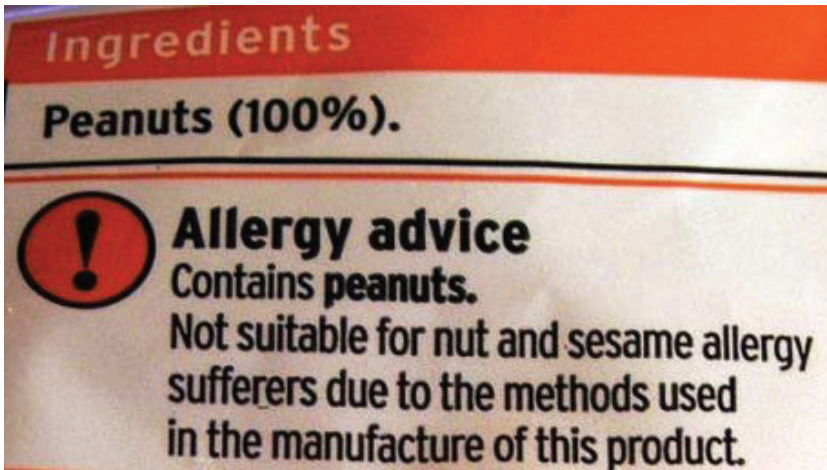 Ingredients
Peanuts (100%).
Allergy advice
Contains peanuts.
Not suitable for nut and sesame allergy
sufferers due to the methods used
in the manufacture of this product.